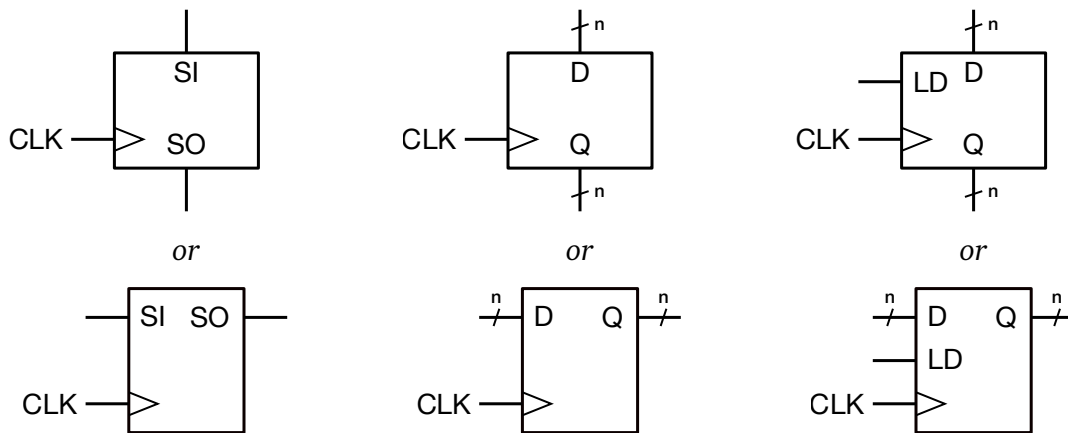 n n
SI D LD D
CLK SO CLK Q CLK Q
n n
or or or
n n n n
SI SO D Q D Q
LD
CLK CLK CLK